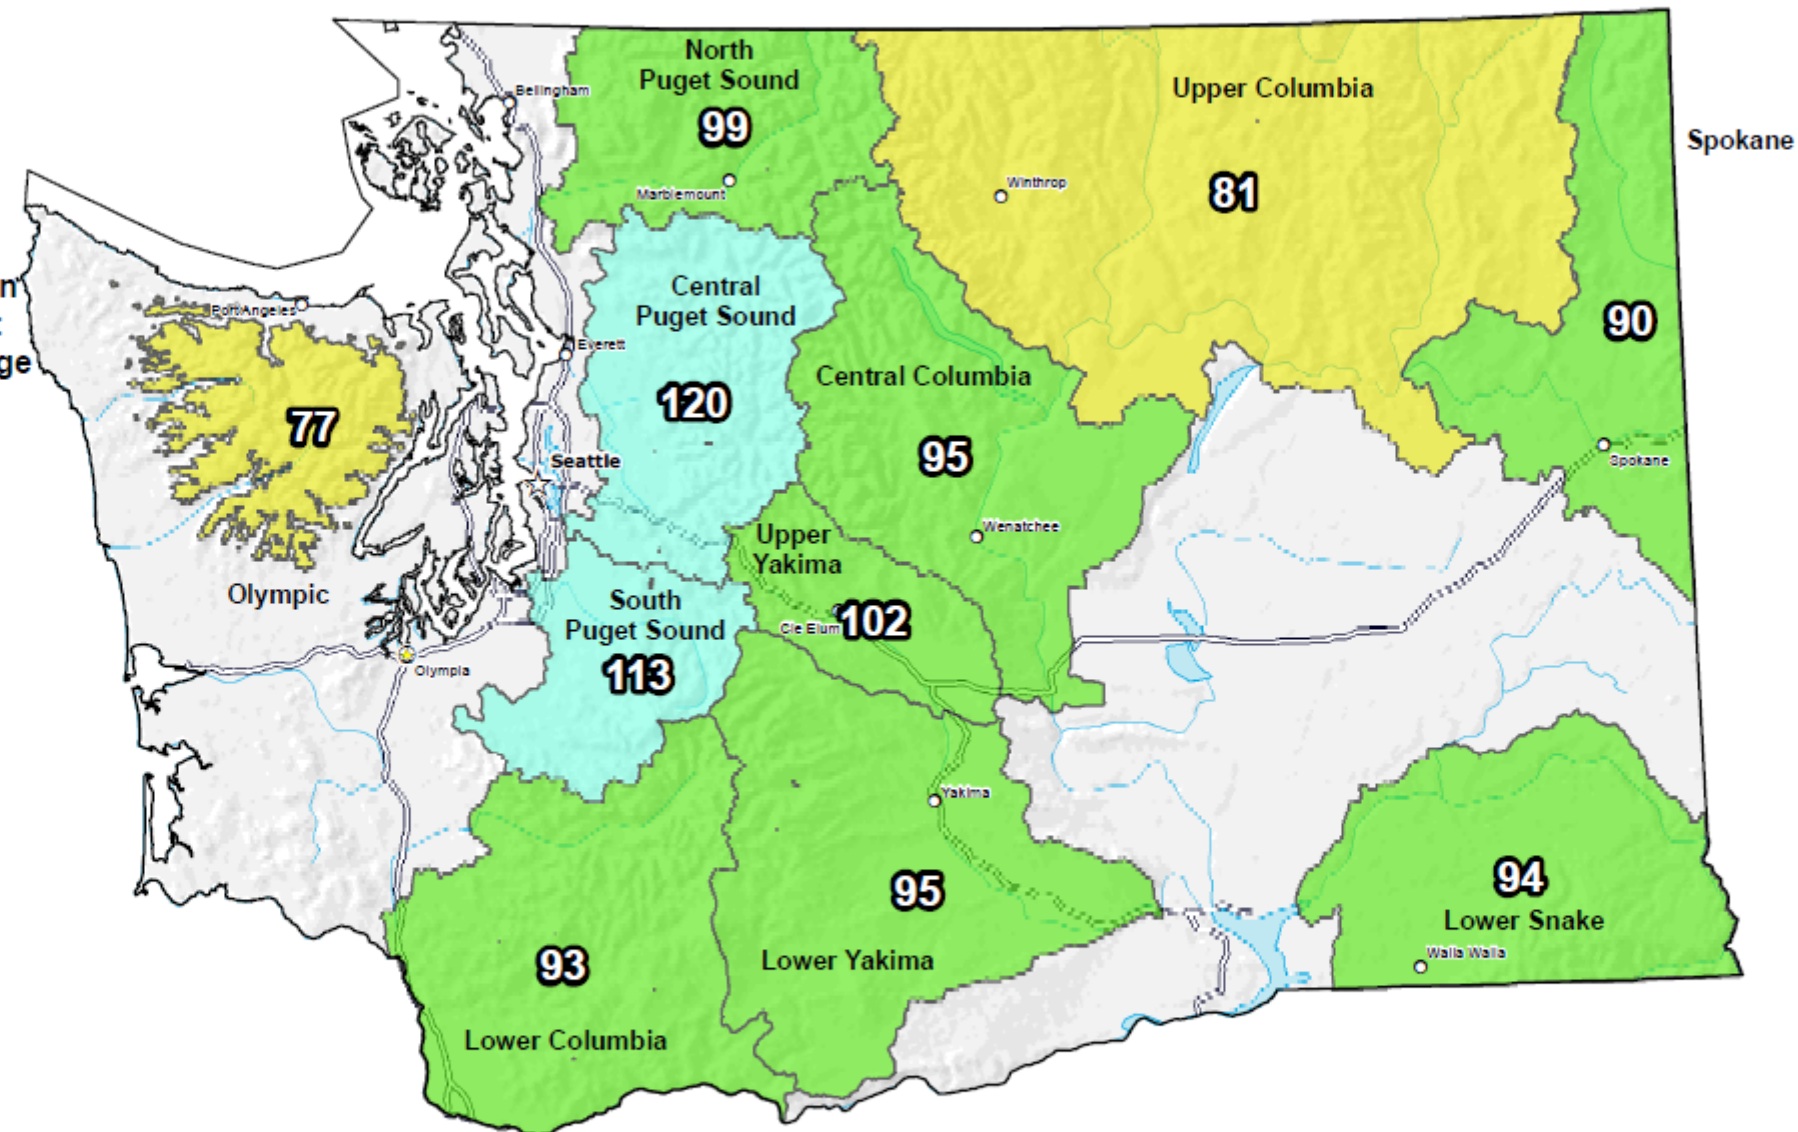 North
Puget Sound
99
Bellingham
Marblemount
Upper Columbia
81
Winthrop
Spokane
90
Spokane
Central
Puget Sound
120
Everett
Port Angeles
77
Seattle
Central Columbia
95
Wenatchee
Upper
Yakima
102
Cle Elum
South
Puget Sound
113
Olympic
Olympia
Yakima
95
Lower Yakima
93
Lower Columbia
94
Lower Snake
Walla Walla